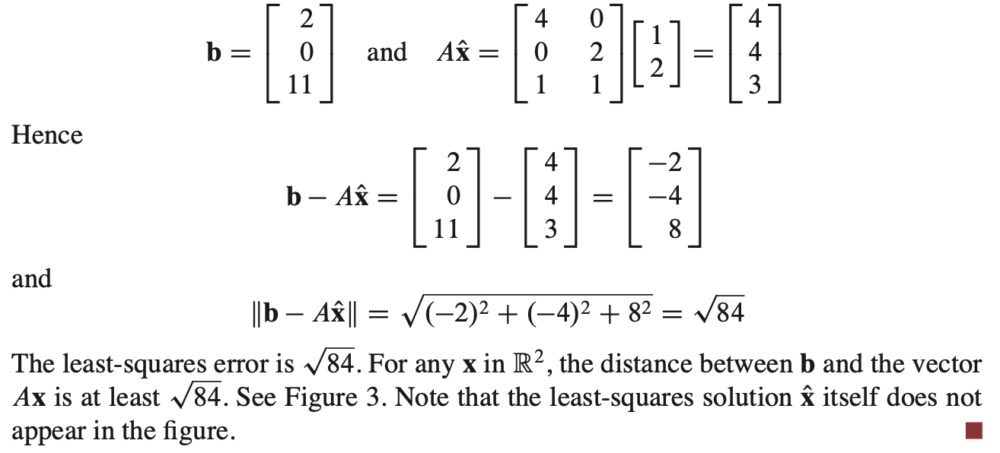 $\mathbf{b} = \begin{bmatrix} 2 \\ 0 \\ 11 \end{bmatrix}$ and $A\hat{\mathbf{x}} = \begin{bmatrix} 4 & 0 \\ 0 & 2 \\ 1 & 1 \end{bmatrix} \begin{bmatrix} 1 \\ 2 \end{bmatrix} = \begin{bmatrix} 4 \\ 4 \\ 3 \end{bmatrix}$
Hence
$\mathbf{b} - A\hat{\mathbf{x}} = \begin{bmatrix} 2 \\ 0 \\ 11 \end{bmatrix} - \begin{bmatrix} 4 \\ 4 \\ 3 \end{bmatrix} = \begin{bmatrix} -2 \\ -4 \\ 8 \end{bmatrix}$
and
$\|\mathbf{b} - A\hat{\mathbf{x}}\| = \sqrt{(-2)^2 + (-4)^2 + 8^2} = \sqrt{84}$
The least-squares error is $\sqrt{84}$. For any $\mathbf{x}$ in $\mathbb{R}^2$, the distance between $\mathbf{b}$ and the vector
$A\mathbf{x}$ is at least $\sqrt{84}$. See Figure 3. Note that the least-squares solution $\hat{\mathbf{x}}$ itself does not
appear in the figure.